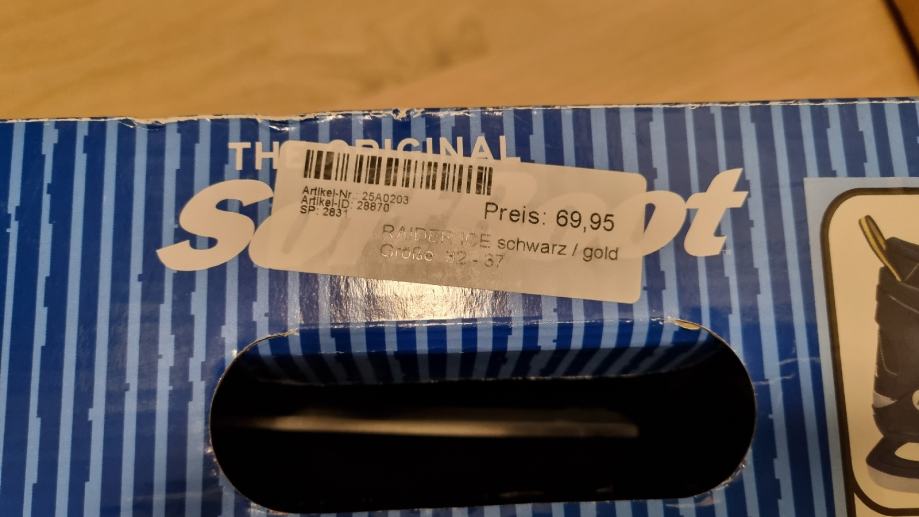 THE ORIGINAL
SoftBoot
Artikel-Nr.: 25A0203
Artikel-ID: 28870
SP: 2831
Preis: 69,95
RAIDER ICE schwarz / gold
Größe 32 - 37